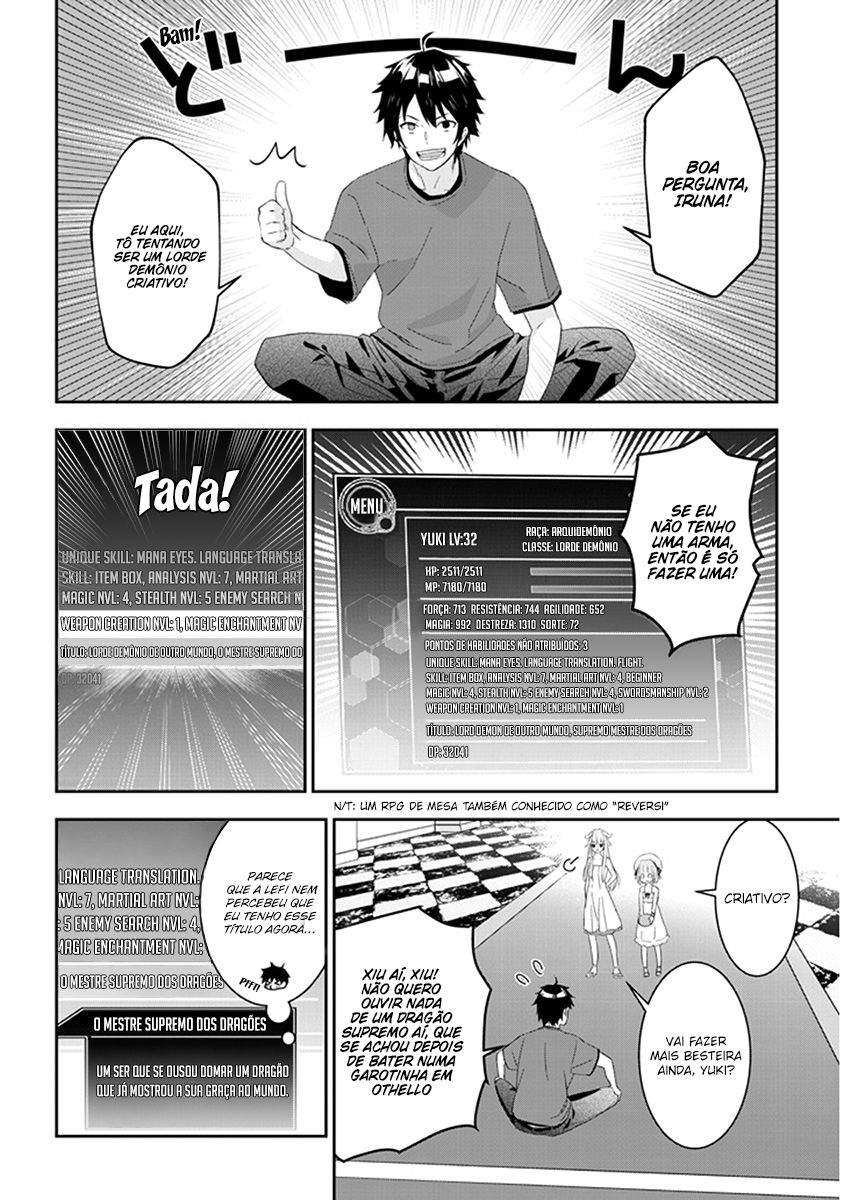 Bam!
どーん
BOA
PERGUNTA,
IRUNA!
EU AQUI,
TÔ TENTANDO
SER UM LORDE
DEMÔNIO
CRIATIVO!
SE EU
NÃO TENHO
UMA ARMA,
ENTÃO É SÓ
FAZER UMA!
MENU
YUKI LV:32
RAÇA: ARQUIDEMÔNIO
CLASSE: LORDE DEMÔNIO
HP: 2511/2511
MP: 7180/7180
FORÇA: 713 RESISTÊNCIA: 744 AGILIDADE: 652
MAGIA: 992 DESTREZA: 1310 SORTE: 72
PONTOS DE HABILIDADES NÃO ATRIBUÍDOS: 3
UNIQUE SKILL: MANA EYES. LANGUAGE TRANSLATION. FLIGHT.
SKILL: ITEM BOX, ANALYSIS NVL: 7, MARTIAL ART NVL: 4, BEGINNER
MAGIC NVL: 4, STEALTH NVL: 5 ENEMY SEARCH NVL: 4, SWORDSMANSHIP NVL: 2
WEAPON CREATION NVL: 1, MAGIC ENCHANTMENT NVL: 1
TÍTULO: LORD DEMON DE OUTRO MUNDO, SUPREMO MESTRE DOS DRAGÕES
DP: 32041
Tada!
UNIQUE SKILL: MANA EYES. LANGUAGE TRANSLA
SKILL: ITEM BOX, ANALYSIS NVL: 7, MARTIAL ART
MAGIC NVL: 4, STEALTH NVL: 5 ENEMY SEARCH N
WEAPON CREATION NVL: 1, MAGIC ENCHANTMENT NV
TÍTULO: LORDE DEMÔNIO DE OUTRO MUNDO, O MESTRE SUPREMO DO
DP: 32041
N/T: UM RPG DE MESA TAMBÉM CONHECIDO COMO "REVERSI"
CRIATIVO?
VAI FAZER
MAIS BESTEIRA
AINDA, YUKI?
XIU AÍ, XIU!
NÃO QUERO
OUVIR NADA
DE UM DRAGÃO
SUPREMO AÍ, QUE
SE ACHOU DEPOIS
DE BATER NUMA
GAROTINHA EM
OTHELLO
PARECE
QUE A LEFI NEM
PERCEBEU QUE
EU TENHO ESSE
TÍTULO AGORA...
PIFF!
LANGUAGE TRANSLATION.
NVL: 7, MARTIAL ART NVL:
: 5 ENEMY SEARCH NVL: 4,
MAGIC ENCHANTMENT NVL:
O MESTRE SUPREMO DOS DRAGÕES
O MESTRE SUPREMO DOS DRAGÕES
UM SER QUE SE OUSOU DOMAR UM DRAGÃO
QUE JÁ MOSTROU A SUA GRAÇA AO MUNDO.